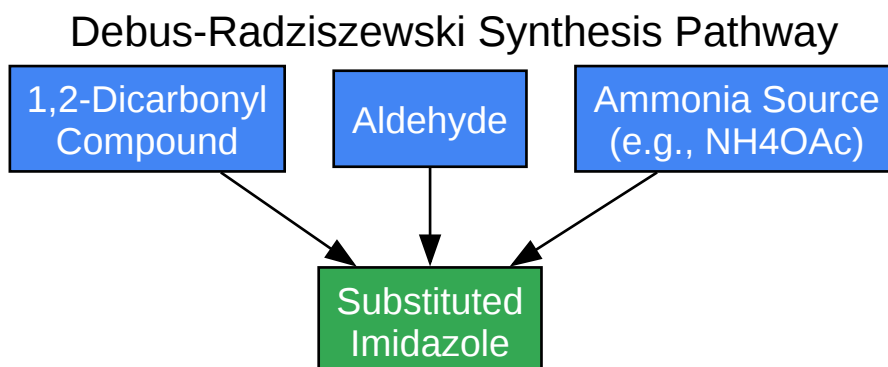 Debus-Radziszewski Synthesis Pathway
1,2-Dicarbonyl
Compound
Aldehyde
Ammonia Source
(e.g., NH4OAc)
Substituted
Imidazole